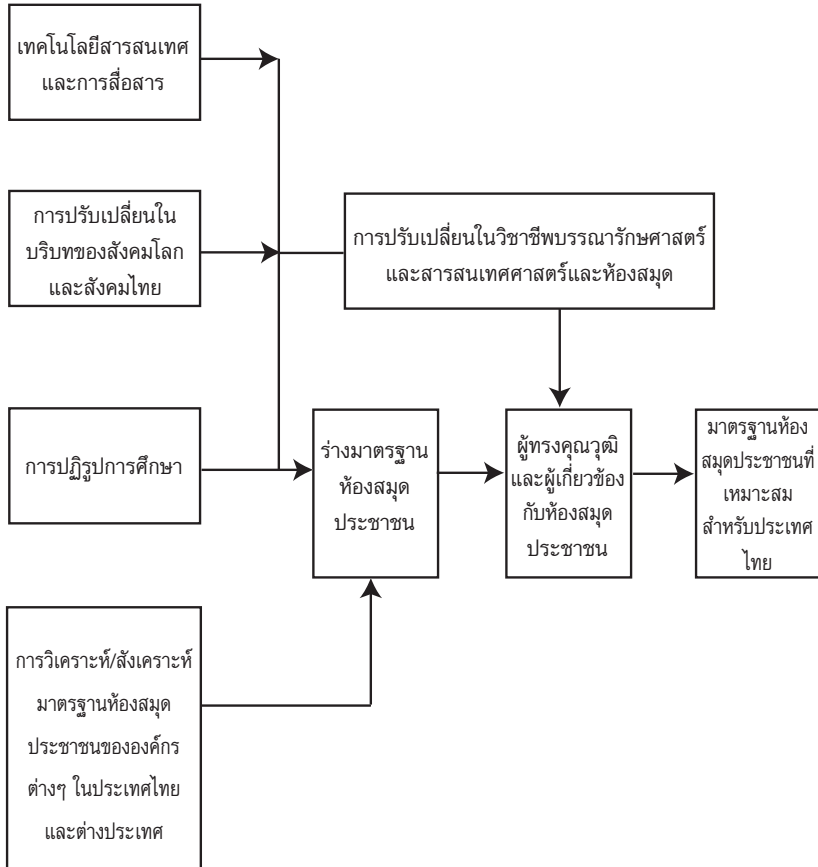 เทคโนโลยีสารสนเทศ
และการสื่อสาร
การปรับเปลี่ยนใน
บริบทของสังคมโลก
และสังคมไทย
การปรับเปลี่ยนในวิชาชีพบรรณารักษศาสตร์
และสารสนเทศศาสตร์และห้องสมุด
การปฏิรูปการศึกษา
ร่างมาตรฐาน
ห้องสมุด
ประชาชน
ผู้ทรงคุณวุฒิ
และผู้เกี่ยวข้อง
กับห้องสมุด
ประชาชน
มาตรฐานห้อง
สมุดประชาชนที่
เหมาะสม
สำหรับประเทศ
ไทย
การวิเคราะห์/สังเคราะห์
มาตรฐานห้องสมุด
ประชาชนขององค์กร
ต่างๆ ในประเทศไทย
และต่างประเทศ